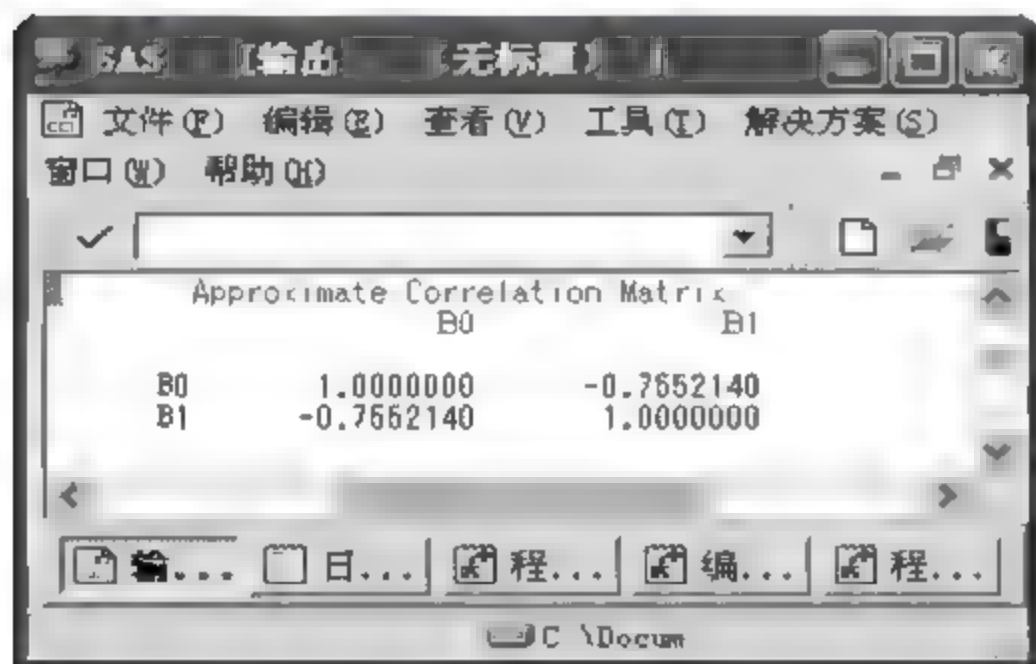 SAS [输出 无标题]
文件(F) 编辑(E) 查看(V) 工具(T) 解决方案(S)
窗口(W) 帮助(H)
Approximate Correlation Matrix
B0 B1
B0 1.0000000 -0.7652140
B1 -0.7652140 1.0000000
输... 日... 程... 编... 程...
C \Docum